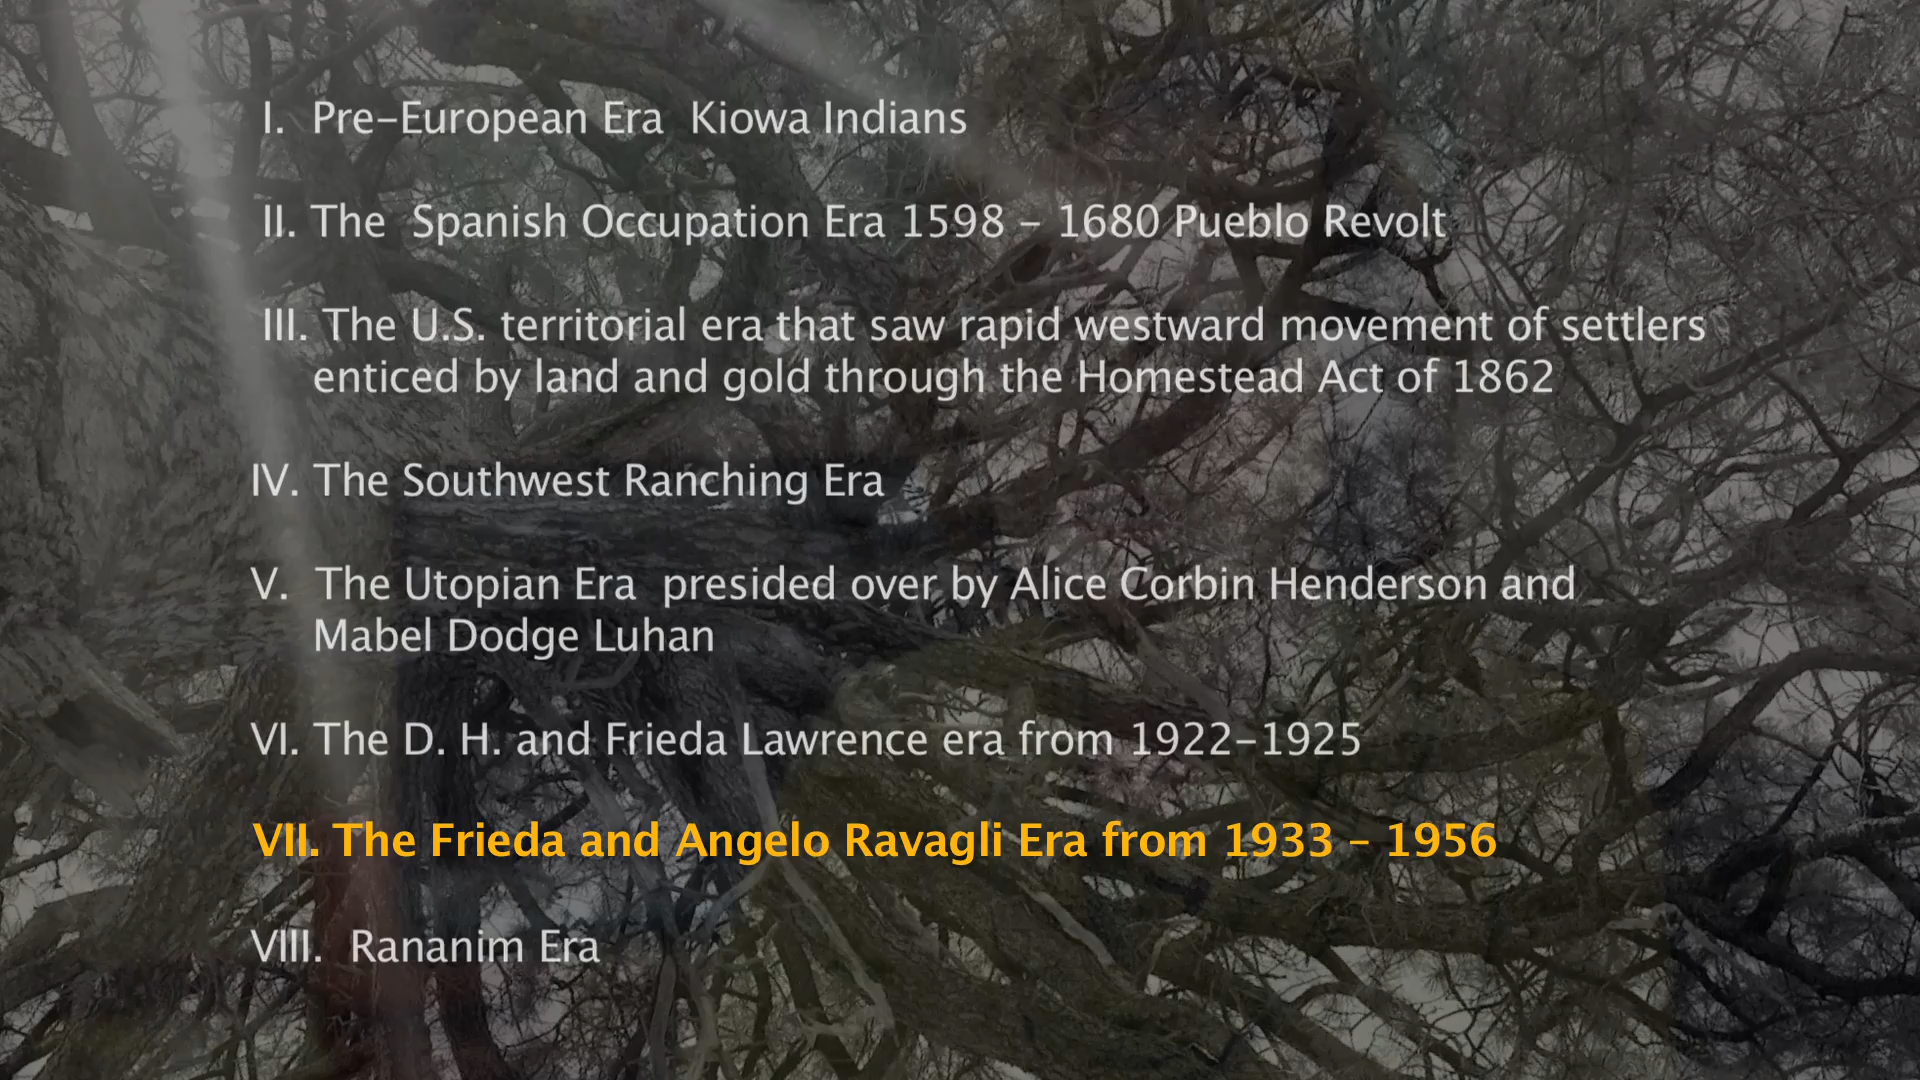 I. Pre-European Era Kiowa Indians
II. The Spanish Occupation Era 1598 – 1680 Pueblo Revolt
III. The U.S. territorial era that saw rapid westward movement of settlers
enticed by land and gold through the Homestead Act of 1862
IV. The Southwest Ranching Era
V. The Utopian Era presided over by Alice Corbin Henderson and
Mabel Dodge Luhan
VI. The D. H. and Frieda Lawrence era from 1922-1925
VII. The Frieda and Angelo Ravagli Era from 1933 – 1956
VIII. Rananim Era